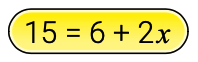 15 = 6 + 2x